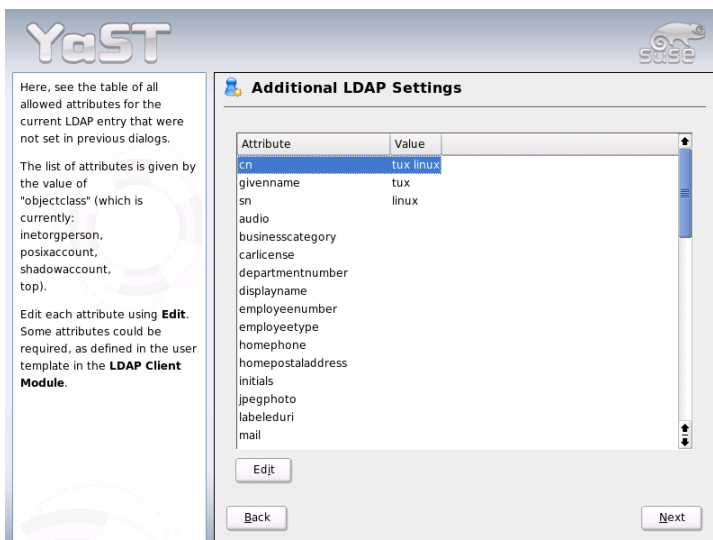 YaST
SUSE
Here, see the table of all
allowed attributes for the
current LDAP entry that were
not set in previous dialogs.
The list of attributes is given by
the value of
"objectclass" (which is
currently:
inetorgperson,
posixaccount,
shadowaccount,
top).
Edit each attribute using Edit.
Some attributes could be
required, as defined in the user
template in the LDAP Client
Module.
Additional LDAP Settings
Attribute Value
cn tux linux
givenname tux
sn linux
audio
businesscategory
carlicense
departmentnumber
displayname
employeenumber
employeetype
homephone
homepostaladdress
initials
jpegphoto
labeleduri
mail
Edit
Back
Next